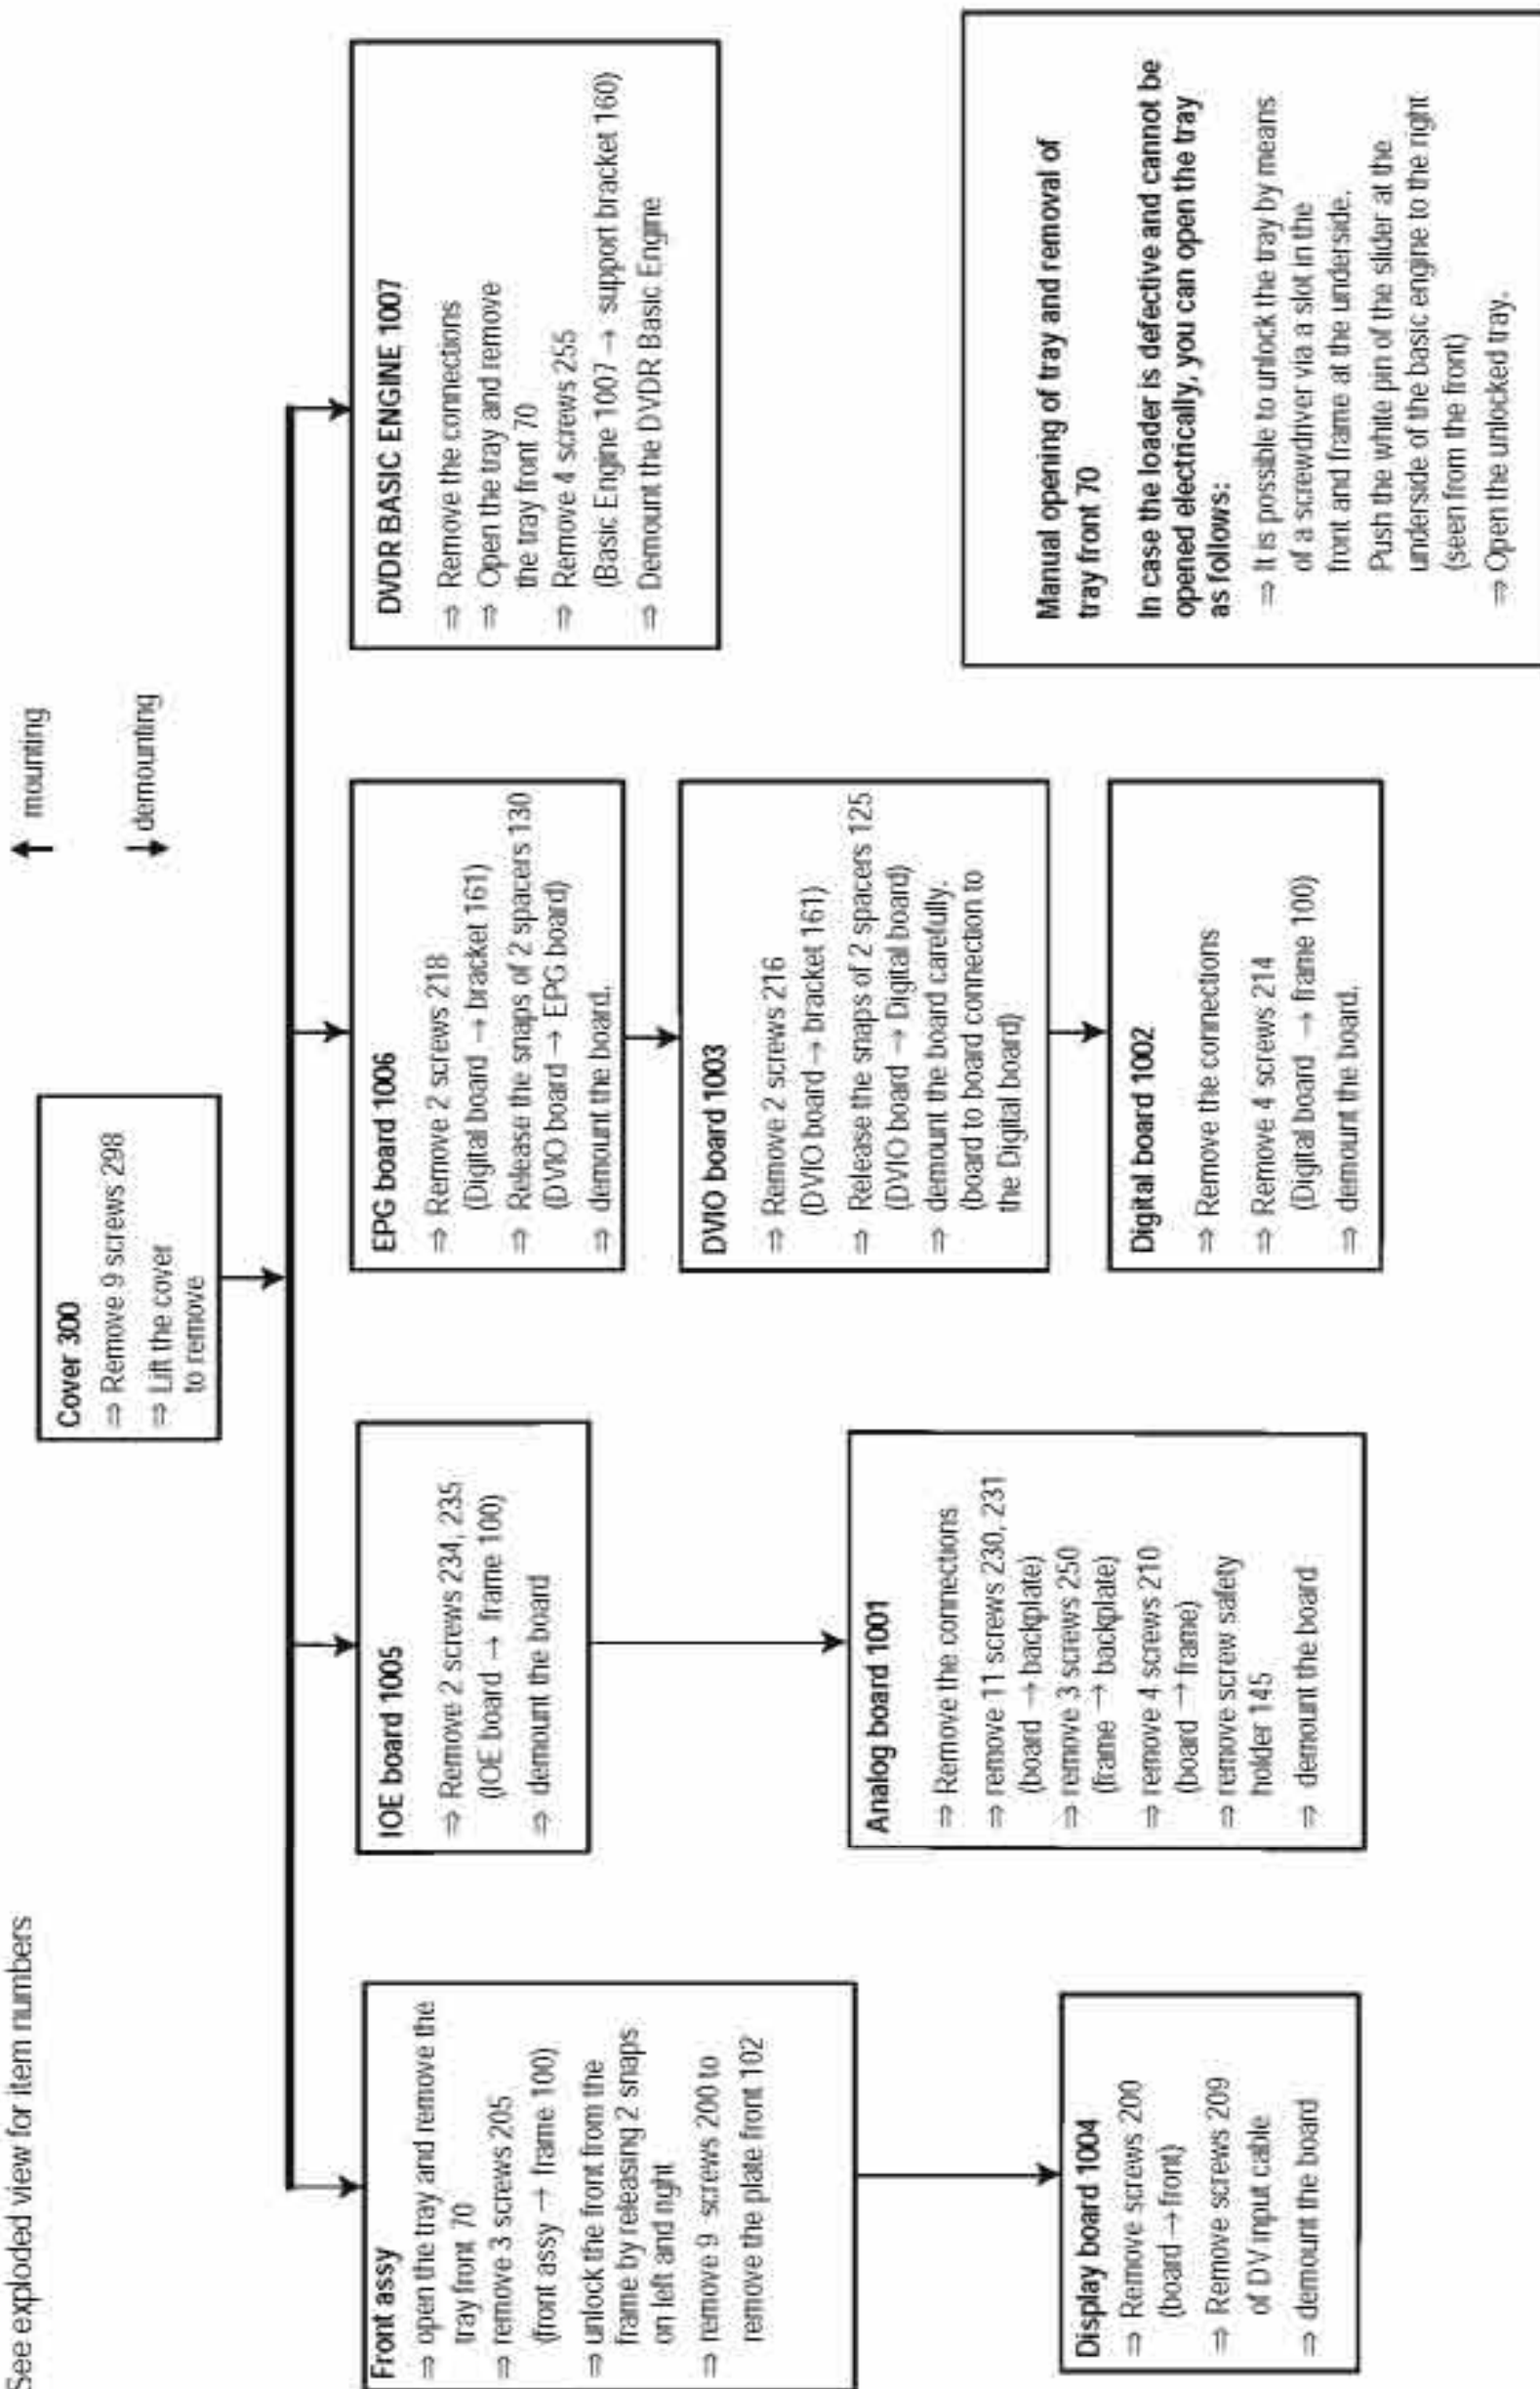 See exploded view for item numbers
mounting
demounting
Cover 300
⇒ Remove 9 screws 298
⇒ Lift the cover
to remove
Front assy
⇒ open the tray and remove the
tray front 70
⇒ remove 3 screws 205
(front assy → frame 100)
⇒ unlock the front from the
frame by releasing 2 snaps
on left and right
⇒ remove 9 screws 200 to
remove the plate front 102
Display board 1004
⇒ Remove screws 200
(board → front)
⇒ Remove screws 209
of DV input cable
⇒ demount the board
IOE board 1005
⇒ Remove 2 screws 234, 235
(IOE board → frame 100)
⇒ demount the board
Analog board 1001
⇒ Remove the connections
⇒ remove 11 screws 230, 231
(board → backplate)
⇒ remove 3 screws 250
(frame → backplate)
⇒ remove 4 screws 210
(board → frame)
⇒ remove screw safety
holder 145
⇒ demount the board
EPG board 1006
⇒ Remove 2 screws 218
(Digital board → bracket 161)
⇒ Release the snaps of 2 spacers 130
(DVIO board → EPG board)
⇒ demount the board.
DVIO board 1003
⇒ Remove 2 screws 216
(DVIO board → bracket 161)
⇒ Release the snaps of 2 spacers 125
(DVIO board → Digital board)
⇒ demount the board carefully.
(board to board connection to
the Digital board)
Digital board 1002
⇒ Remove the connections
⇒ Remove 4 screws 214
(Digital board → frame 100)
⇒ demount the board.
DVDR BASIC ENGINE 1007
⇒ Remove the connections
⇒ Open the tray and remove
the tray front 70
⇒ Remove 4 screws 255
(Basic Engine 1007 → support bracket 160)
⇒ Demount the DVDR Basic Engine
Manual opening of tray and removal of
tray front 70
In case the loader is defective and cannot be
opened electrically, you can open the tray
as follows:
⇒ It is possible to unlock the tray by means
of a screwdriver via a slot in the
front and frame at the underside.
Push the white pin of the slider at the
underside of the basic engine to the right
(seen from the front)
⇒ Open the unlocked tray.